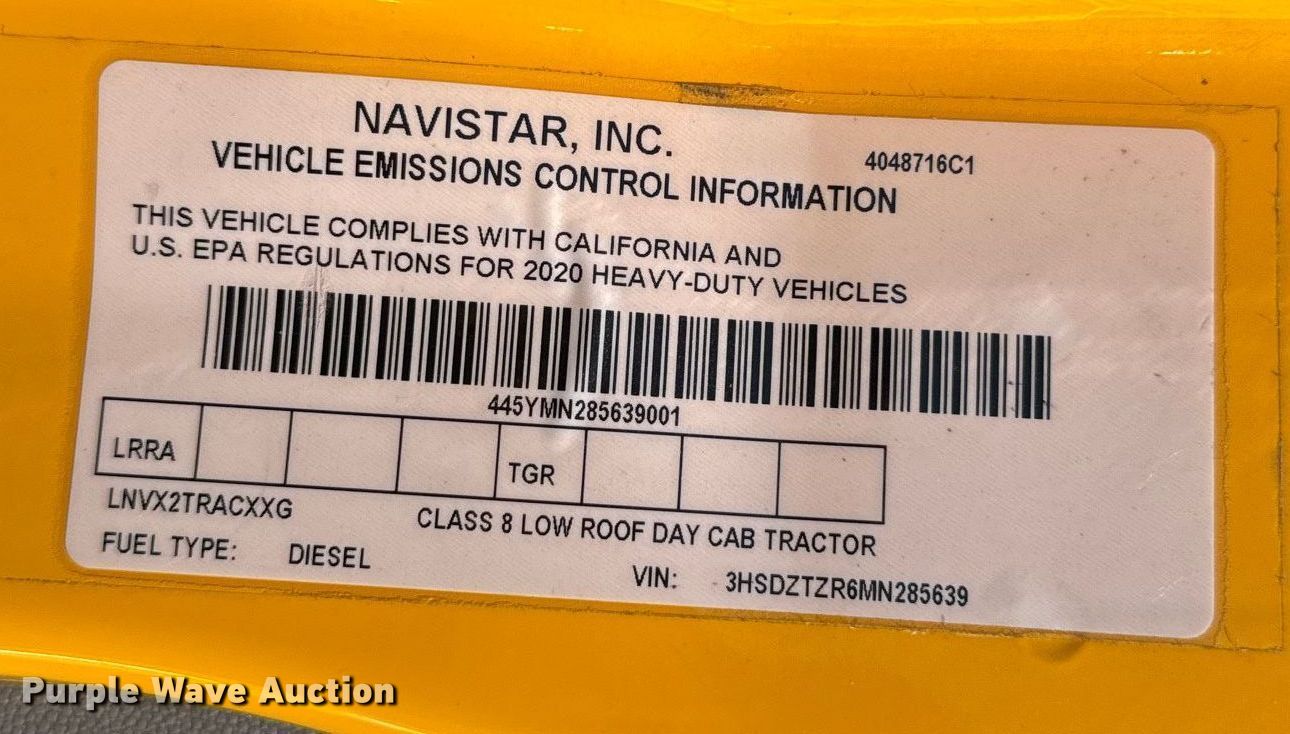 NAVISTAR, INC.
4048716C1
VEHICLE EMISSIONS CONTROL INFORMATION
THIS VEHICLE COMPLIES WITH CALIFORNIA AND
U.S. EPA REGULATIONS FOR 2020 HEAVY-DUTY VEHICLES
445YMN285639001
LRRA TGR
LNVX2TRACXXG CLASS 8 LOW ROOF DAY CAB TRACTOR
FUEL TYPE: DIESEL VIN: 3HSDZTZR6MN285639
Purple Wave Auction